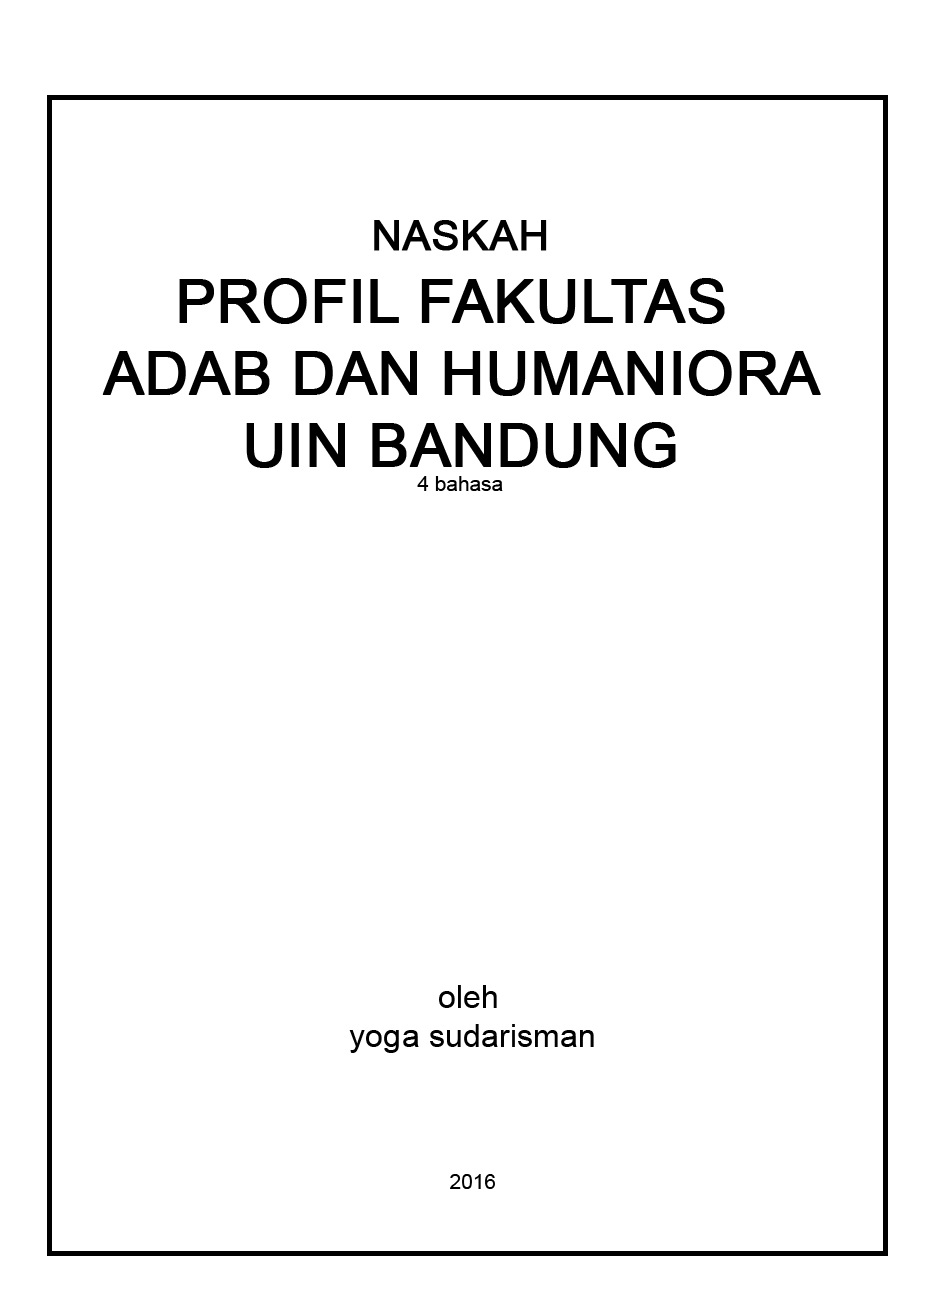 NASKAH
PROFIL FAKULTAS
ADAB DAN HUMANIORA
UIN BANDUNG
4 bahasa
oleh
yoga sudarisman
2016